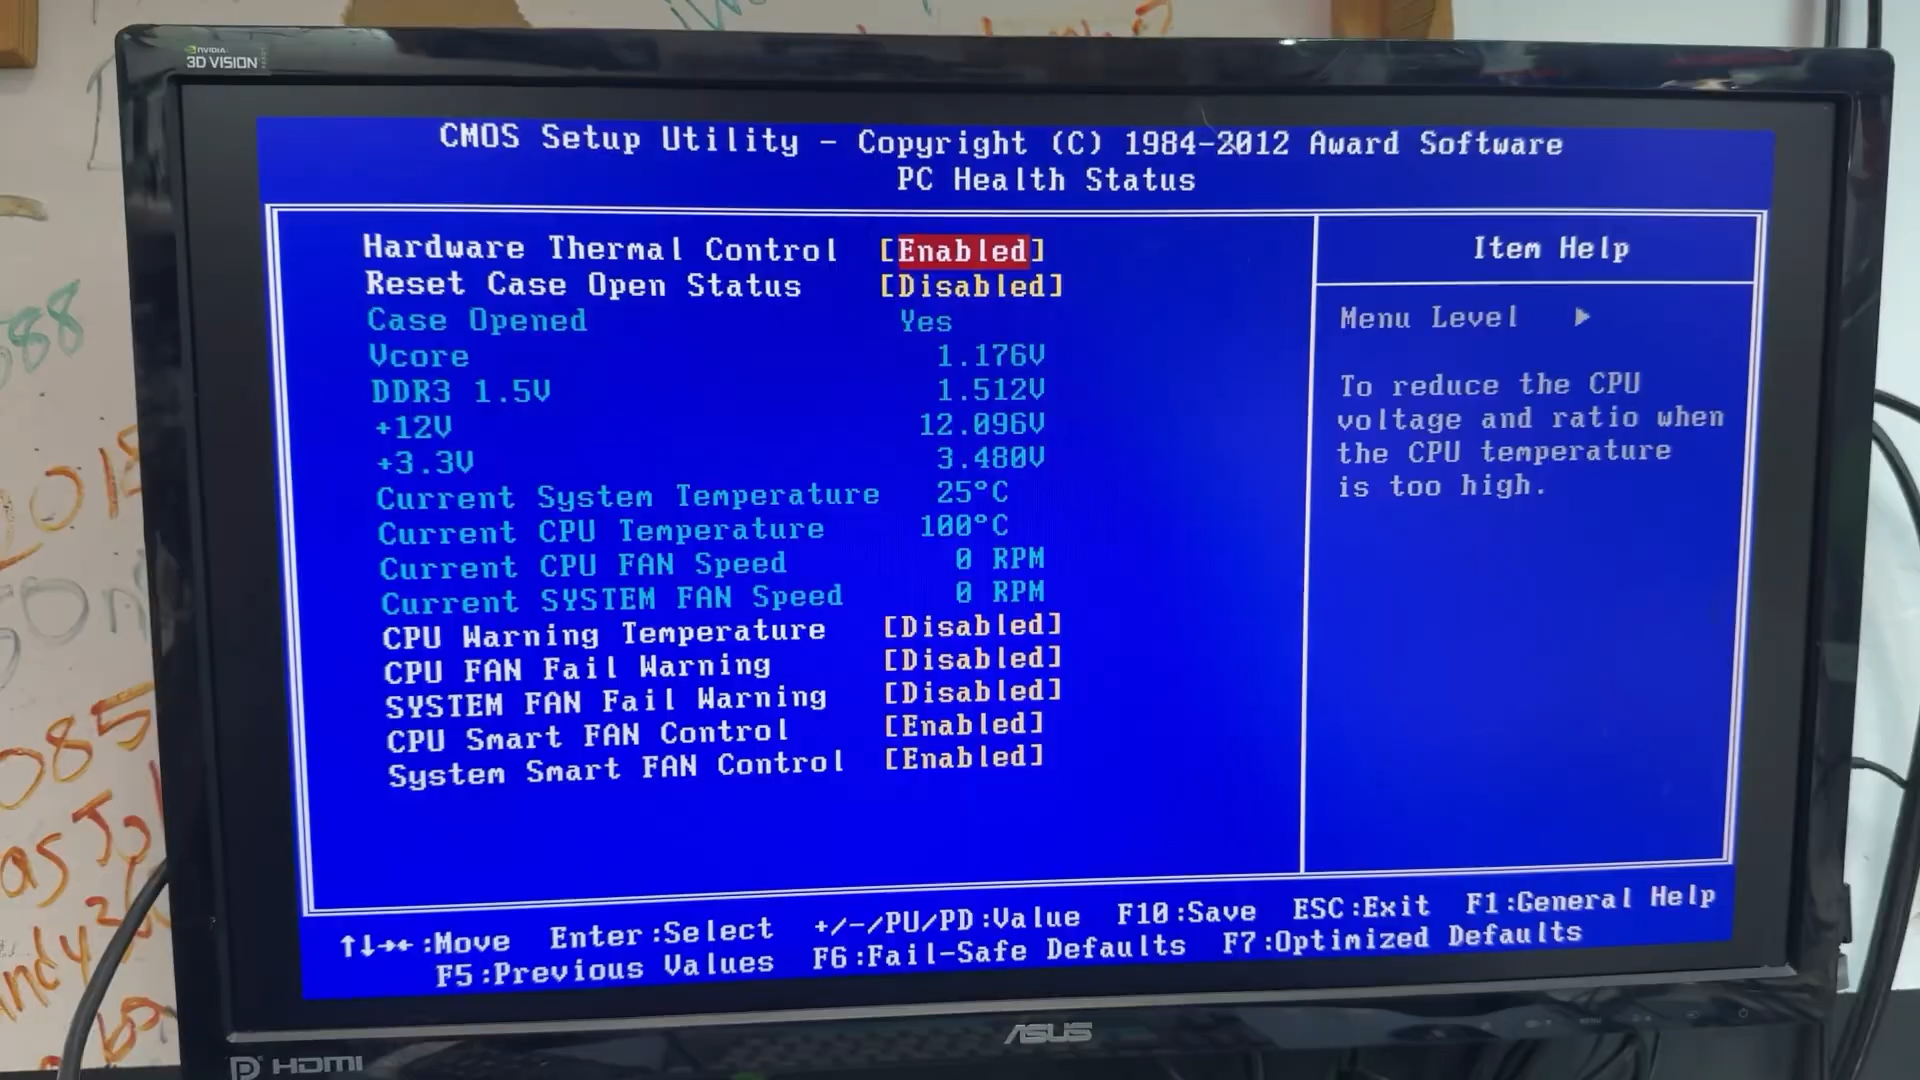 NVIDIA
3D VISION
CMOS Setup Utility - Copyright (C) 1984-2012 Award Software
PC Health Status
Hardware Thermal Control [Enabled]
Reset Case Open Status [Disabled]
Case Opened Yes
Vcore 1.176V
DDR3 1.5V 1.512V
+12V 12.096V
+3.3V 3.480V
Current System Temperature 25°C
Current CPU Temperature 100°C
Current CPU FAN Speed 0 RPM
Current SYSTEM FAN Speed 0 RPM
CPU Warning Temperature [Disabled]
CPU FAN Fail Warning [Disabled]
SYSTEM FAN Fail Warning [Disabled]
CPU Smart FAN Control [Enabled]
System Smart FAN Control [Enabled]
Item Help
Menu Level ►
To reduce the CPU
voltage and ratio when
the CPU temperature
is too high.
↑↓→←:Move Enter:Select +/-/PU/PD:Value F10:Save ESC:Exit F1:General Help
F5:Previous Values F6:Fail-Safe Defaults F7:Optimized Defaults
ASUS
HDMI
88
2015
085